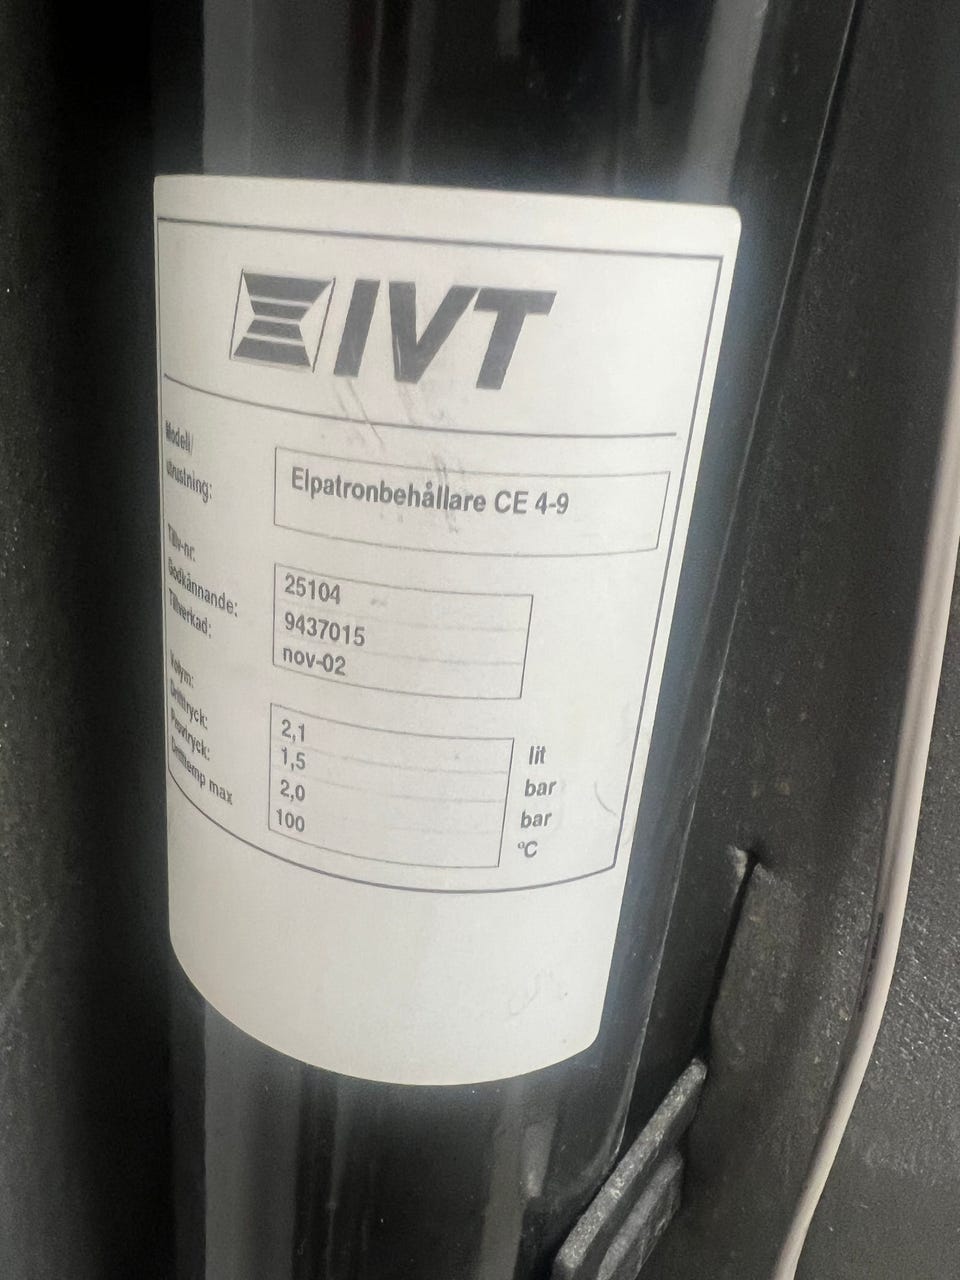 IVT
Modell/
utrustning:
Elpatronbehållare CE 4-9
Tillv-nr. 25104
Godkännande: 9437015
Tillverkad: nov-02
Volym: 2,1 lit
Drifttryck: 1,5 bar
Provtryck: 2,0 bar
Drifttemp max 100 °C